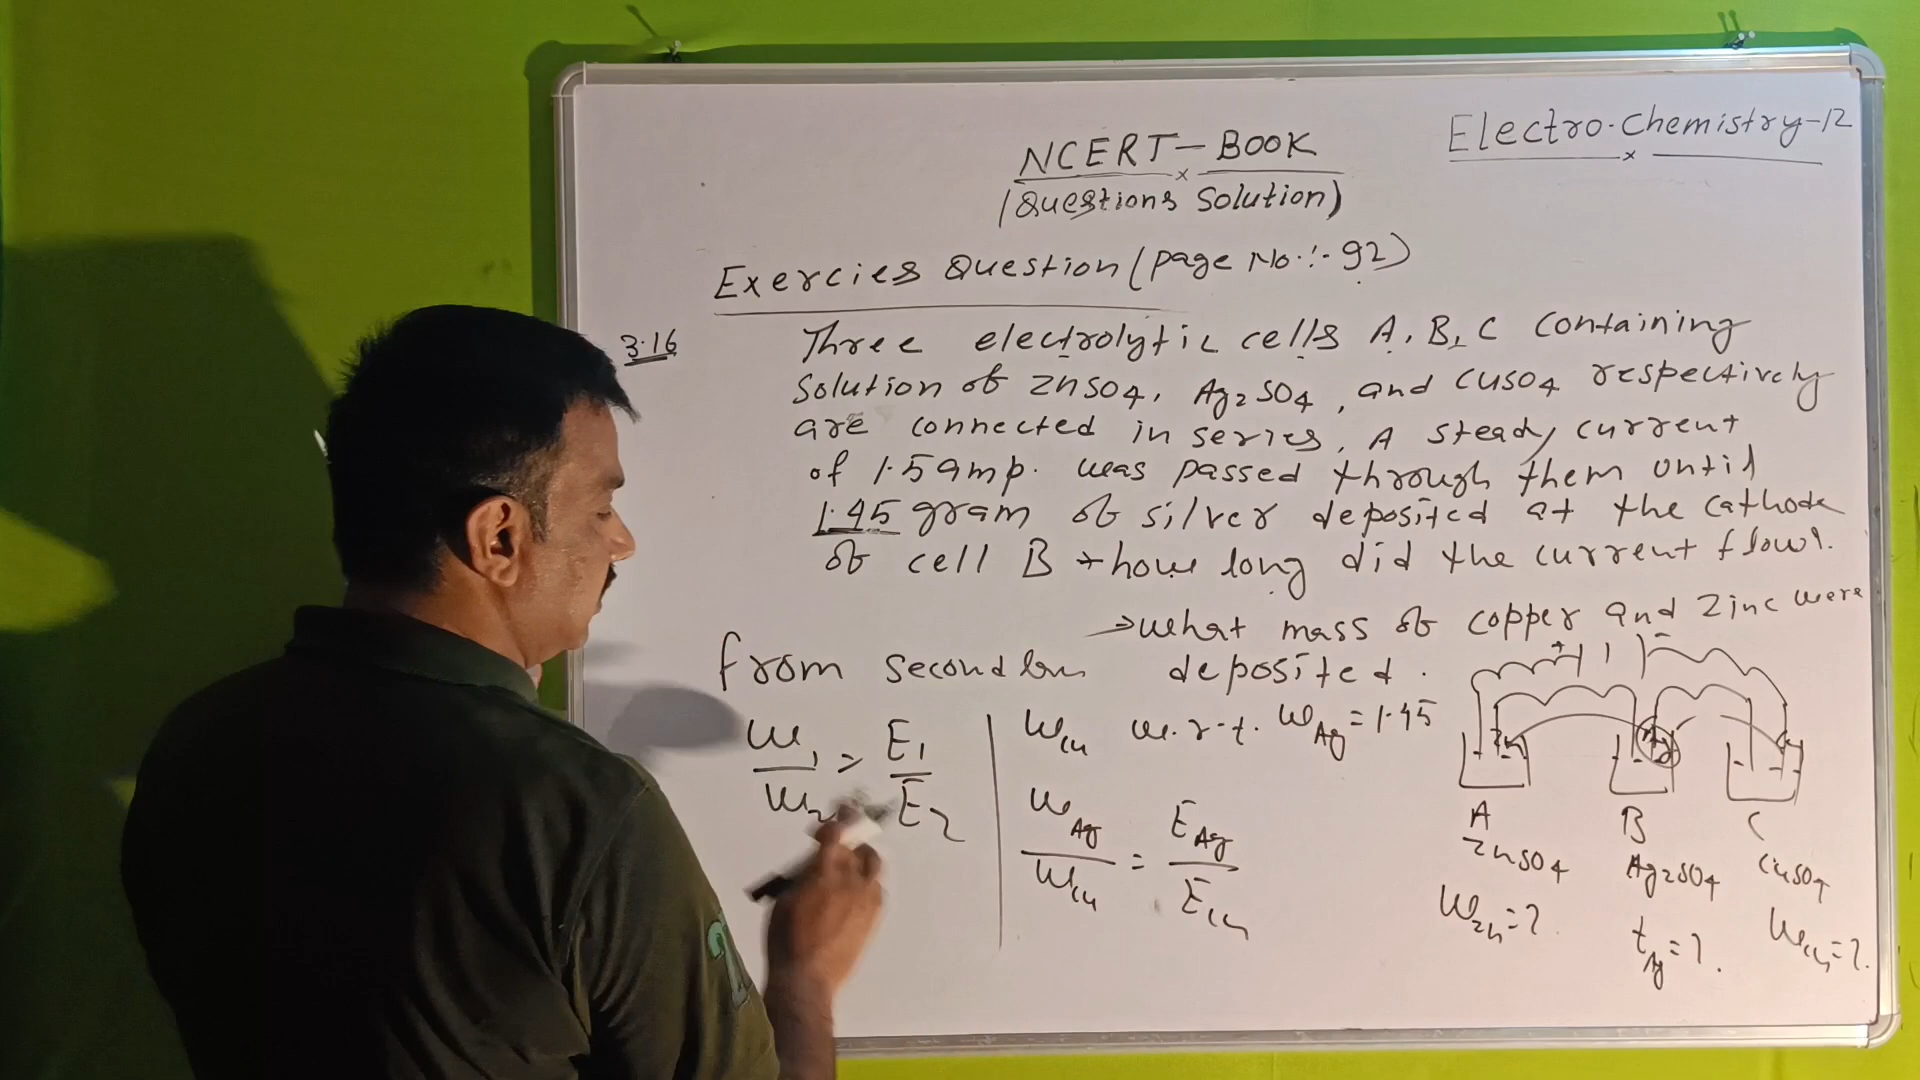 Electro.Chemistry-12
NCERT - BOOK
(Questions Solution)
Exercies Question (page No.:- 92)
3.16
Three electrolytic cells A, B, C containing
Solution of ZnSO4, Ag2SO4, and CuSO4 respectively
are connected in series, A steady current
of 1.5 amp. was passed through them until
1.45 gram of silver deposited at the cathode
of cell B + how long did the current flow?
→ what mass of copper and zinc were
deposited.
from second law
W1/W2 = E1/E2
WCu w.r.t. WAg = 1.45
WAg/WCu = EAg/ECu
+ -
A B C
ZnSO4 Ag2SO4 CuSO4
WZn = ? tAg = ? WCu = ?